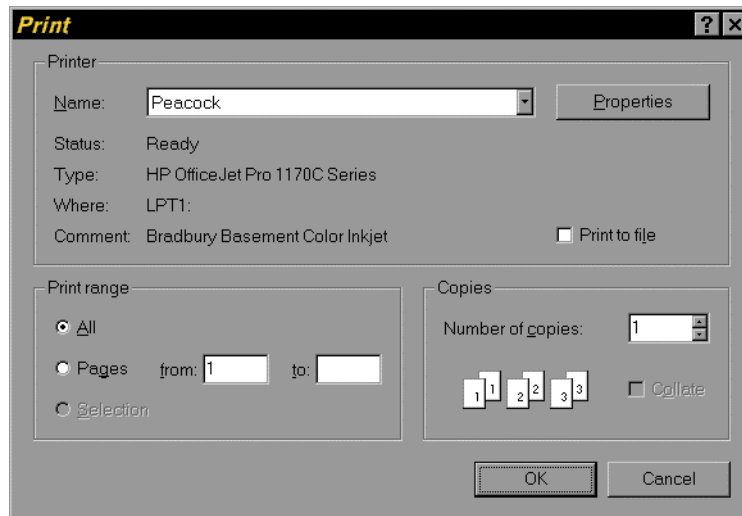 Print
Printer
Name: Peacock Properties
Status: Ready
Type: HP OfficeJet Pro 1170C Series
Where: LPT1:
Comment: Bradbury Basement Color Inkjet Print to file
Print range
All
Pages from: 1 to:
Selection
Copies
Number of copies: 1
1 1 2 2 3 3 Collate
OK Cancel